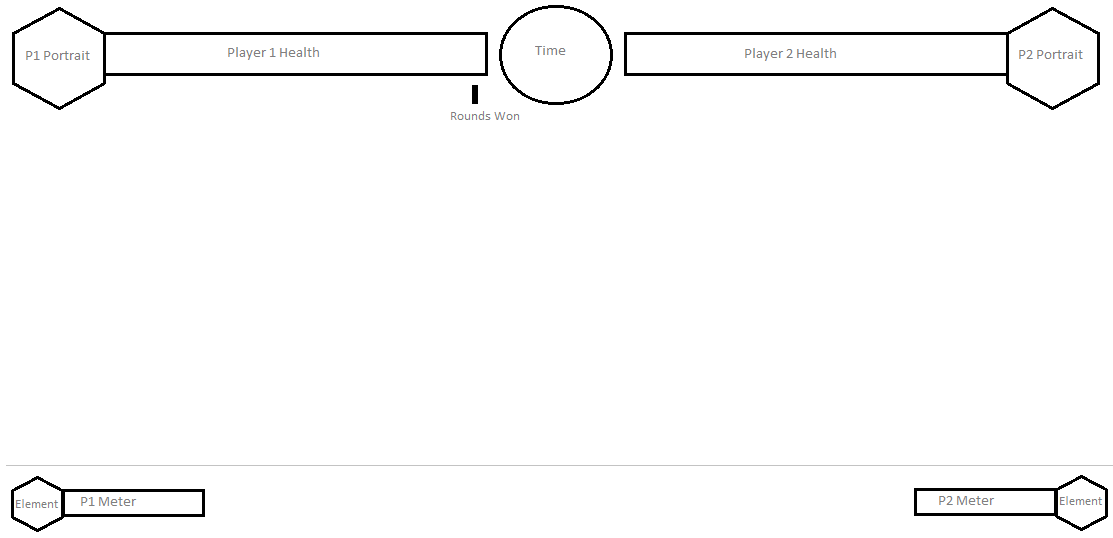 P1 Portrait
Player 1 Health
Time
Player 2 Health
P2 Portrait
Rounds Won
Element
P1 Meter
P2 Meter
Element